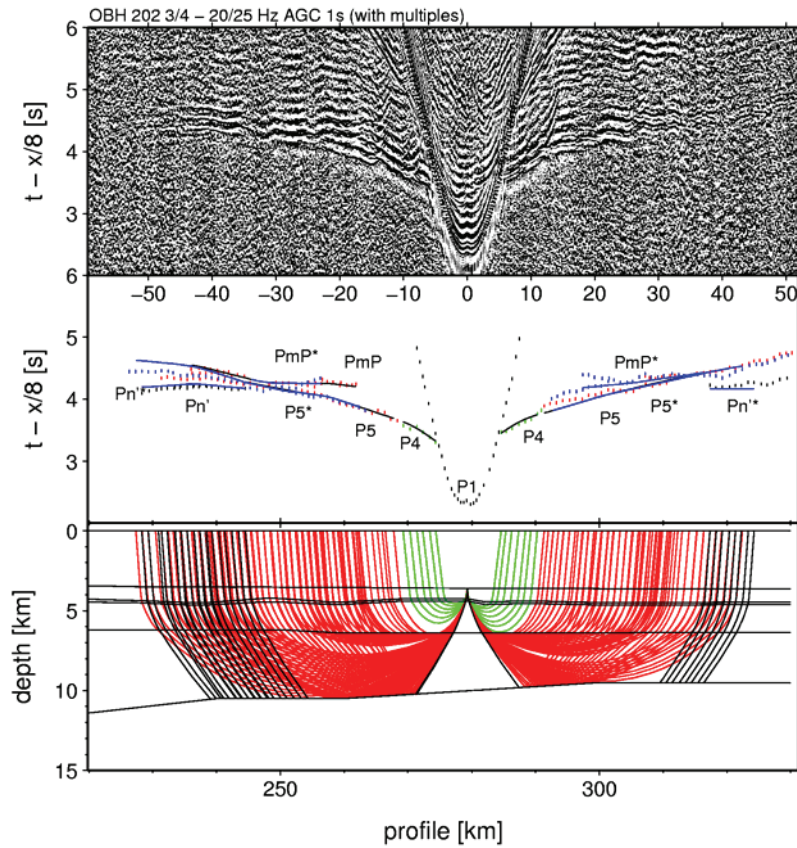 OBH 202 3/4 – 20/25 Hz AGC 1s (with multiples)
6
5
4
3
6
t – x/8 [s]
−50 −40 −30 −20 −10 0 10 20 30 40 50
5
4
3
t – x/8 [s]
PmP*
PmP
Pn'*
Pn'
P5*
P5
P4
P1
PmP*
P4
P5
P5*
Pn'*
0
5
10
15
depth [km]
250 300
profile [km]